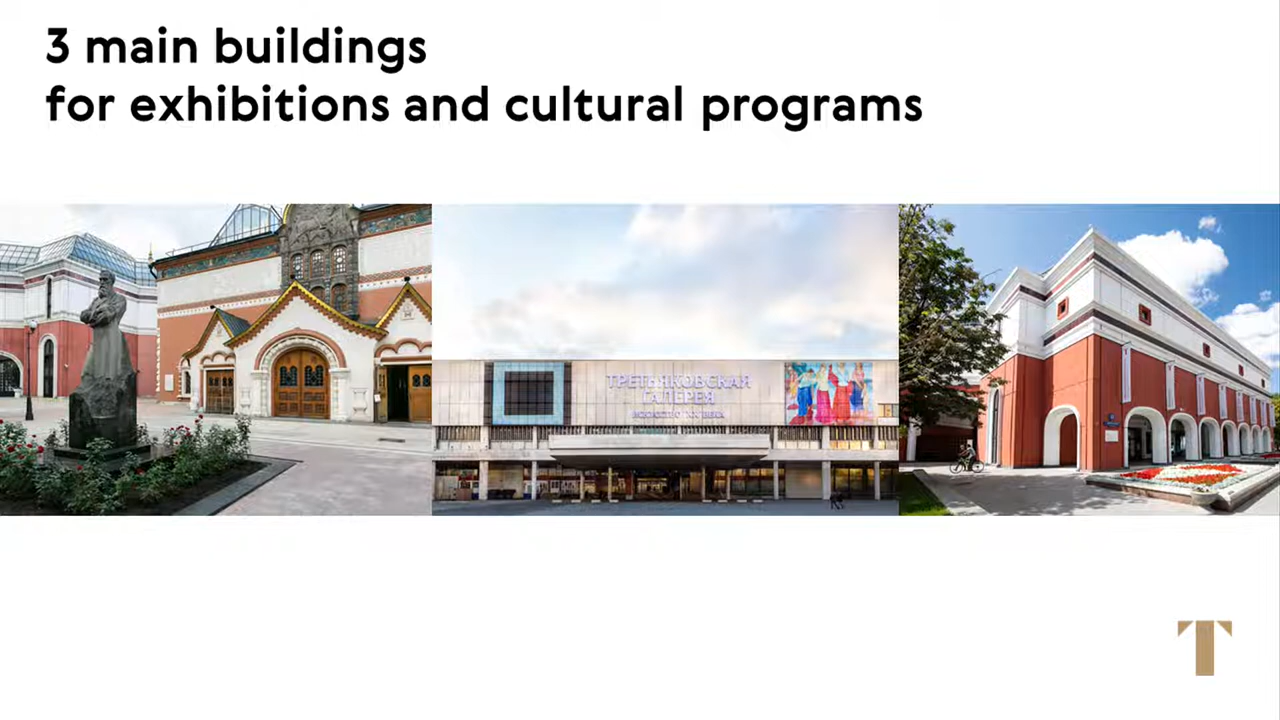 3 main buildings
for exhibitions and cultural programs
ТРЕТЬЯКОВСКАЯ
ГАЛЕРЕЯ
ИСКУССТВО XX ВЕКА
T